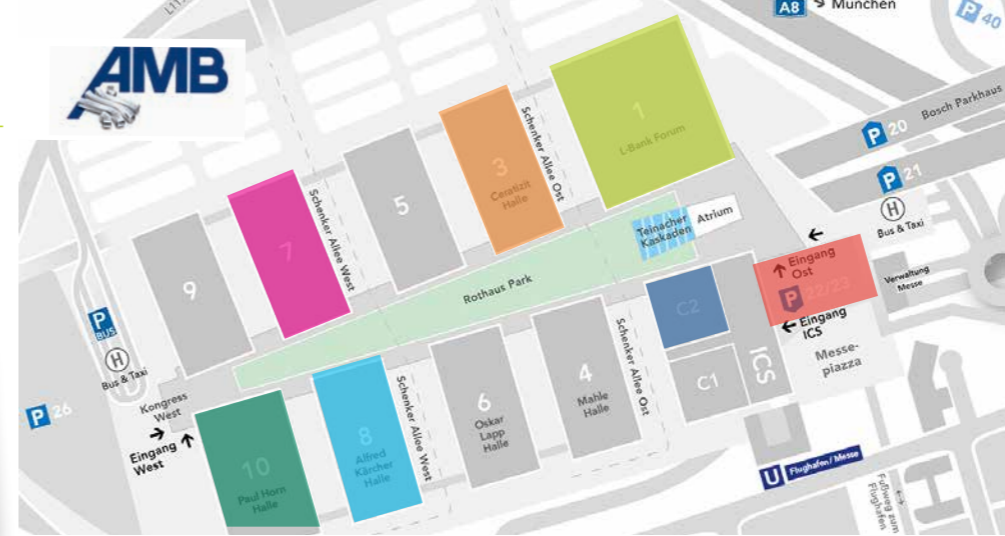 L11
A8
München
P 40
AMB
Bosch Parkhaus
P 20
P 21
H
Bus & Taxi
1
L-Bank Forum
Schenker Allee Ost
3
Ceratizit
Halle
5
Schenker Allee West
7
9
Teinacher
Kaskaden
Atrium
Rothaus Park
Eingang
Ost
P 22/23
Eingang
ICS
Verwaltung
Messe
Messe-
piazza
C2
C1
ICS
P
BUS
H
Bus & Taxi
P 26
Kongress
West
Eingang
West
10
Paul Horn
Halle
8
Alfred
Kärcher
Halle
Schenker Allee West
6
Oskar
Lapp
Halle
4
Mahle
Halle
Schenker Allee Ost
U Flughafen / Messe
Fußweg zum
Flughafen